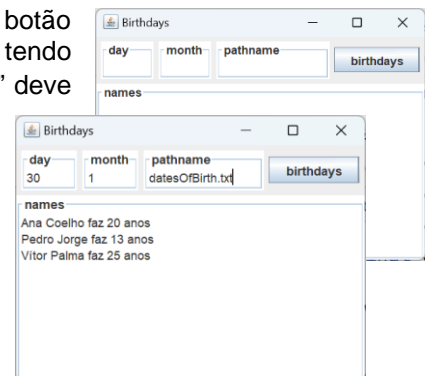 botão
tendo
" deve
Birthdays
day month pathname
birthdays
names
Birthdays
day month pathname
30 1 datesOfBirth.txt
birthdays
names
Ana Coelho faz 20 anos
Pedro Jorge faz 13 anos
Vítor Palma faz 25 anos